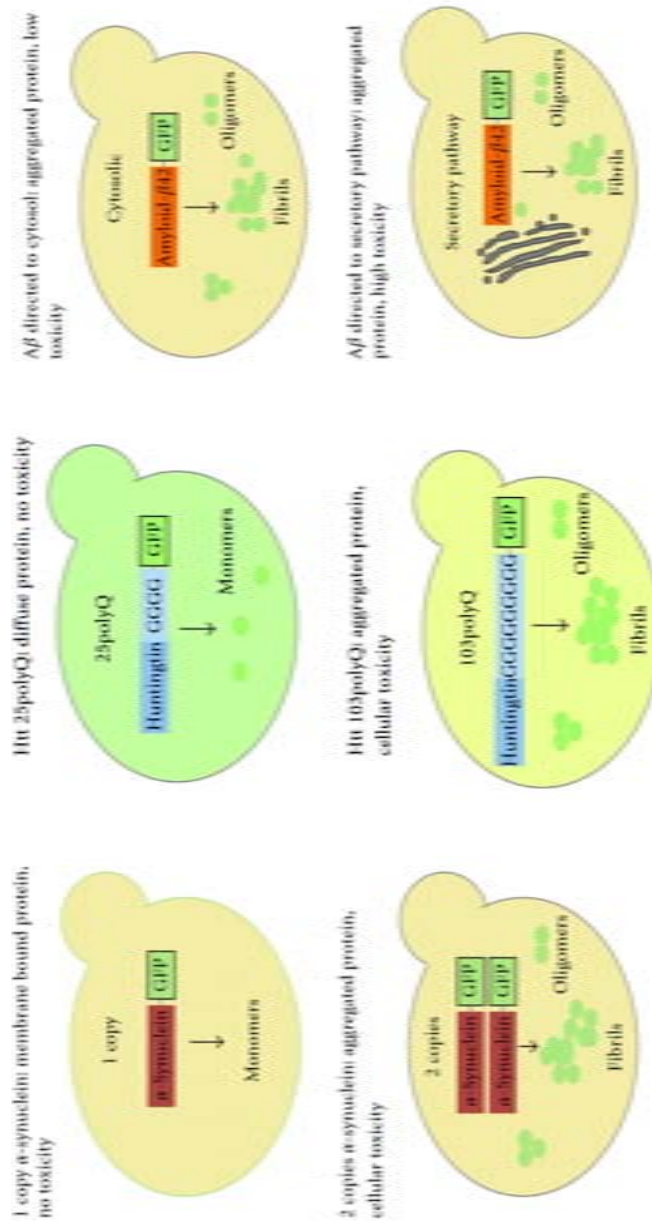 1 copy α-synuclein: membrane bound protein,
no toxicity
1 copy
α-Synuclein GFP
Monomers
Htt 25polyQ: diffuse protein, no toxicity
25polyQ
Huntingtin GGGG GFP
Monomers
Aβ directed to cytosol: aggregated protein, low
toxicity
Cytosolic
Amyloid-β42 GFP
Oligomers
Fibrils
2 copies α-synuclein: aggregated protein,
cellular toxicity
2 copies
α-Synuclein GFP
α-Synuclein GFP
Oligomers
Fibrils
Htt 103polyQ: aggregated protein,
cellular toxicity
103polyQ
HuntingtinGGGGGGGGG GFP
Oligomers
Fibrils
Aβ directed to secretory pathway: aggregated
protein, high toxicity
Secretory pathway
Amyloid-β42 GFP
Oligomers
Fibrils